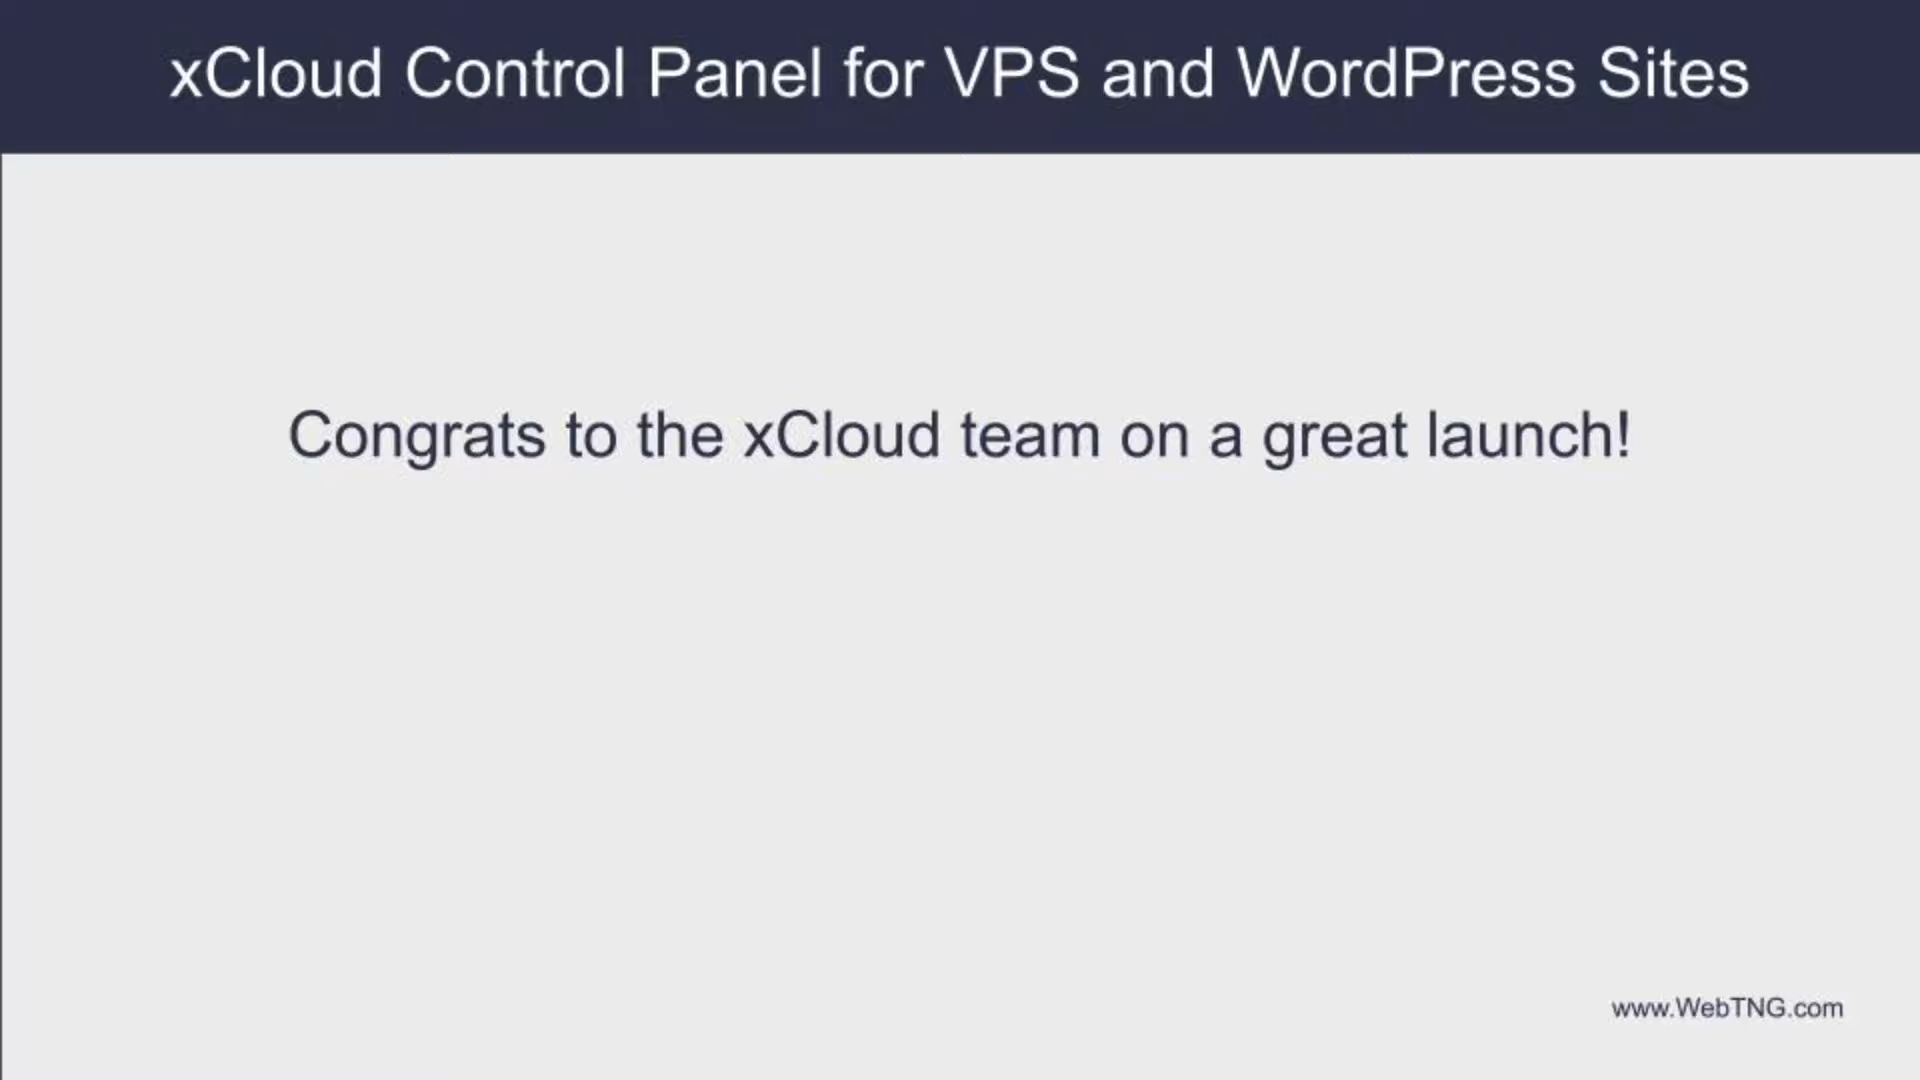 xCloud Control Panel for VPS and WordPress Sites
Congrats to the xCloud team on a great launch!
www.WebTNG.com